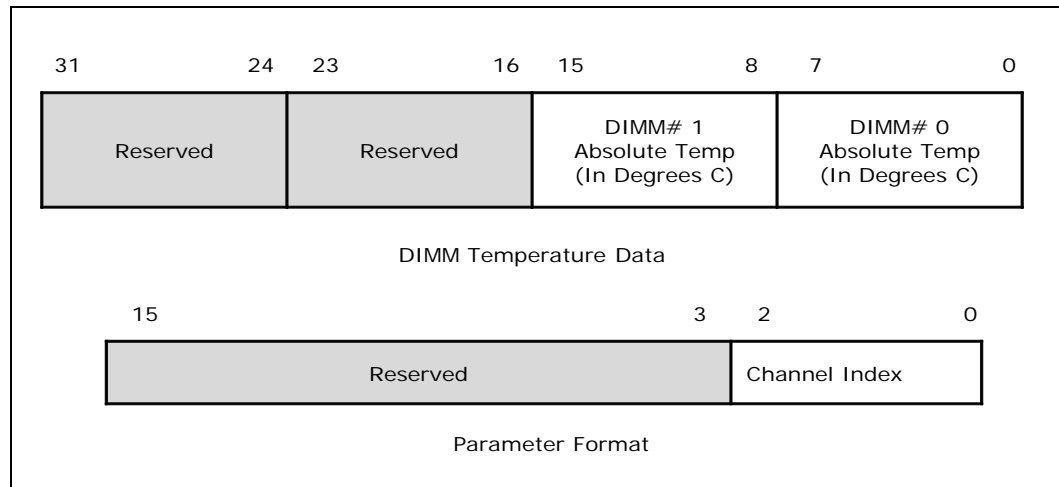 31 24 23 16 15 8 7 0
Reserved Reserved DIMM# 1 Absolute Temp (In Degrees C) DIMM# 0 Absolute Temp (In Degrees C)
DIMM Temperature Data
15 3 2 0
Reserved Channel Index
Parameter Format